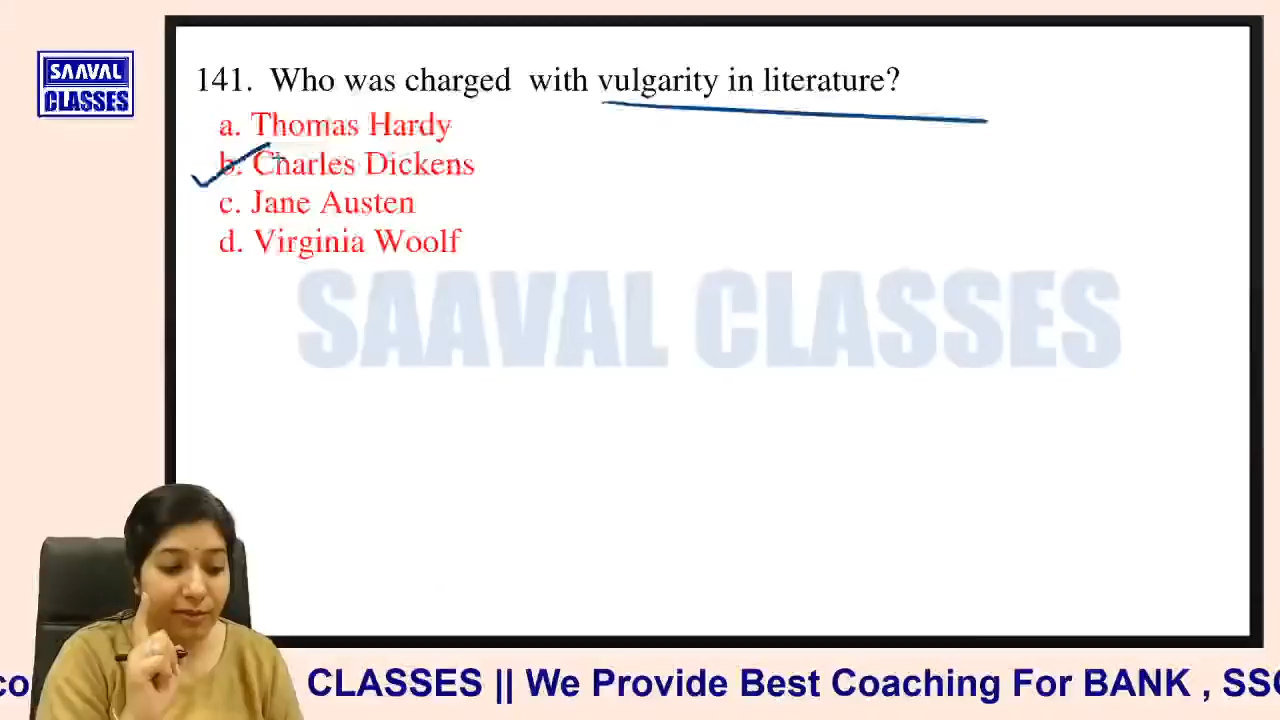 SAAVAL
CLASSES
141. Who was charged with vulgarity in literature?
a. Thomas Hardy
b. Charles Dickens
c. Jane Austen
d. Virginia Woolf
SAAVAL CLASSES
co CLASSES || We Provide Best Coaching For BANK , SSC